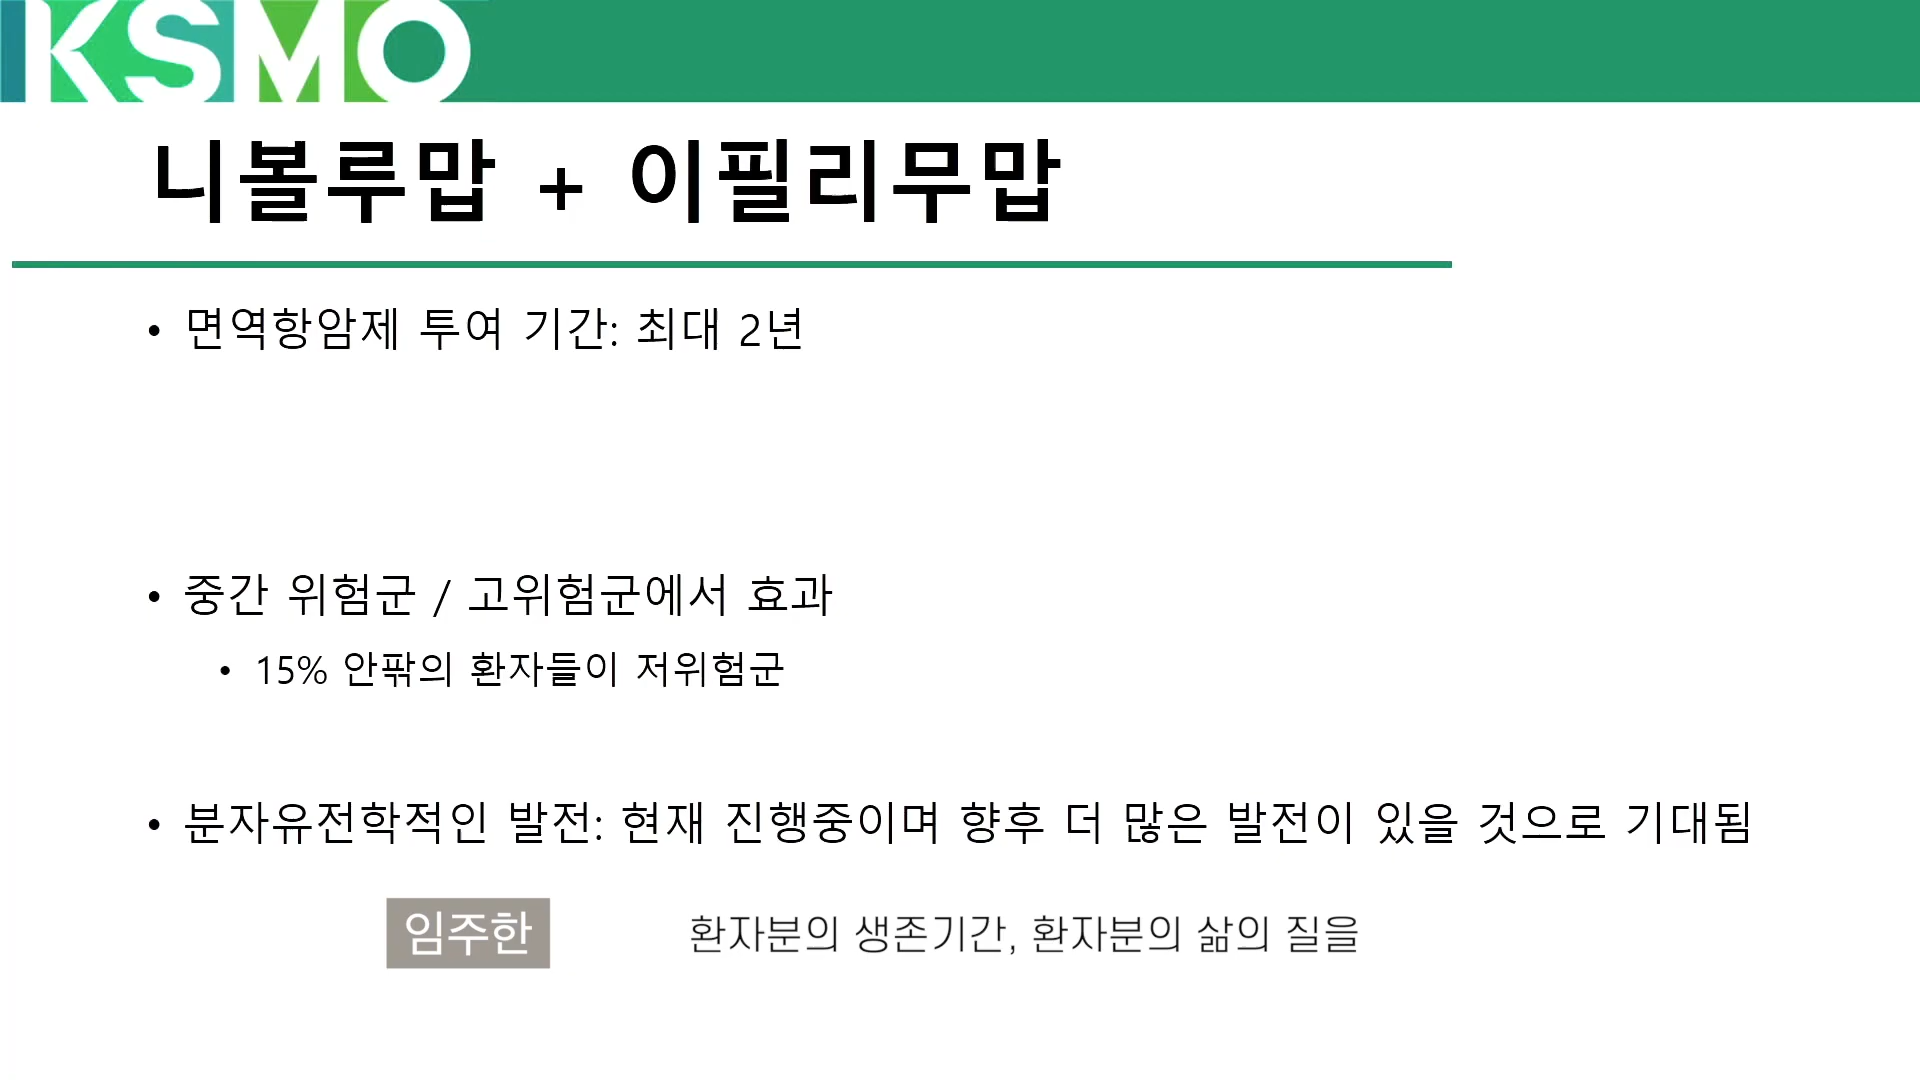 KSMO
니볼루맙 + 이필리무맙
• 면역항암제 투여 기간: 최대 2년
• 중간 위험군 / 고위험군에서 효과
• 15% 안팎의 환자들이 저위험군
• 분자유전학적인 발전: 현재 진행중이며 향후 더 많은 발전이 있을 것으로 기대됨
임주한 환자분의 생존기간, 환자분의 삶의 질을